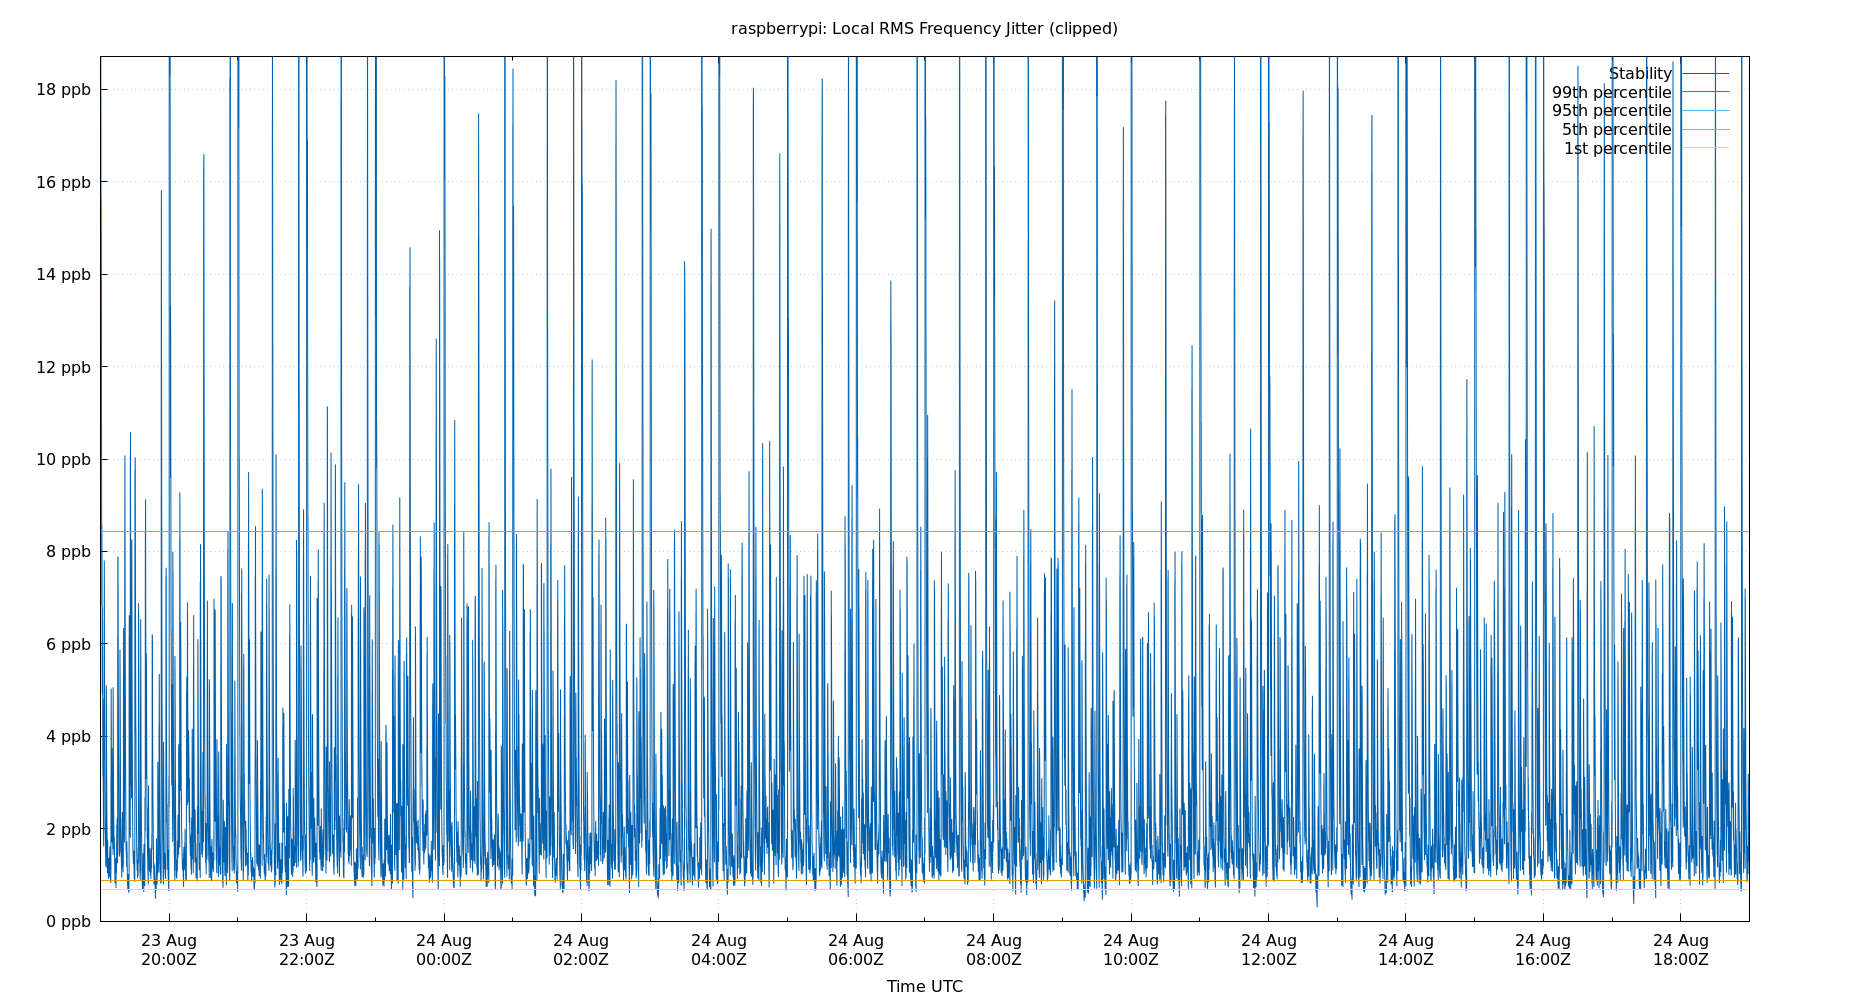 raspberrypi: Local RMS Frequency Jitter (clipped)
18 ppb
16 ppb
14 ppb
12 ppb
10 ppb
8 ppb
6 ppb
4 ppb
2 ppb
0 ppb
Stability
99th percentile
95th percentile
5th percentile
1st percentile
23 Aug
20:00Z
23 Aug
22:00Z
24 Aug
00:00Z
24 Aug
02:00Z
24 Aug
04:00Z
24 Aug
06:00Z
24 Aug
08:00Z
24 Aug
10:00Z
24 Aug
12:00Z
24 Aug
14:00Z
24 Aug
16:00Z
24 Aug
18:00Z
Time UTC